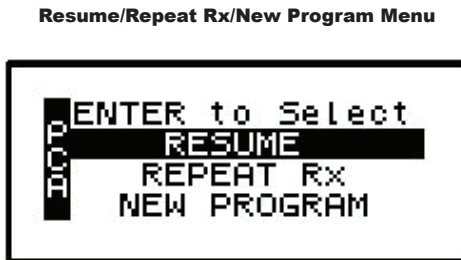 Resume/Repeat Rx/New Program Menu
PCA
ENTER to Select
RESUME
REPEAT Rx
NEW PROGRAM